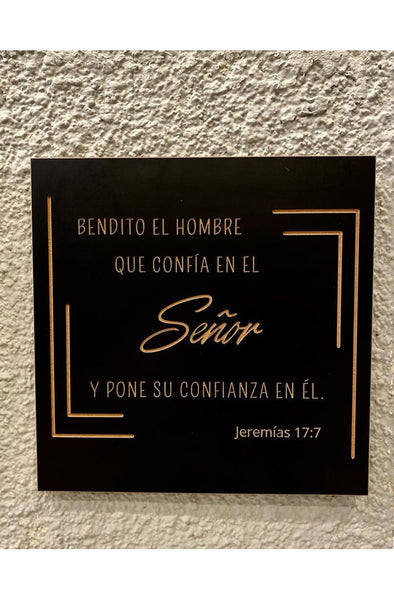 BENDITO EL HOMBRE
QUE CONFÍA EN EL
Señor
Y PONE SU CONFIANZA EN ÉL.
Jeremías 17:7